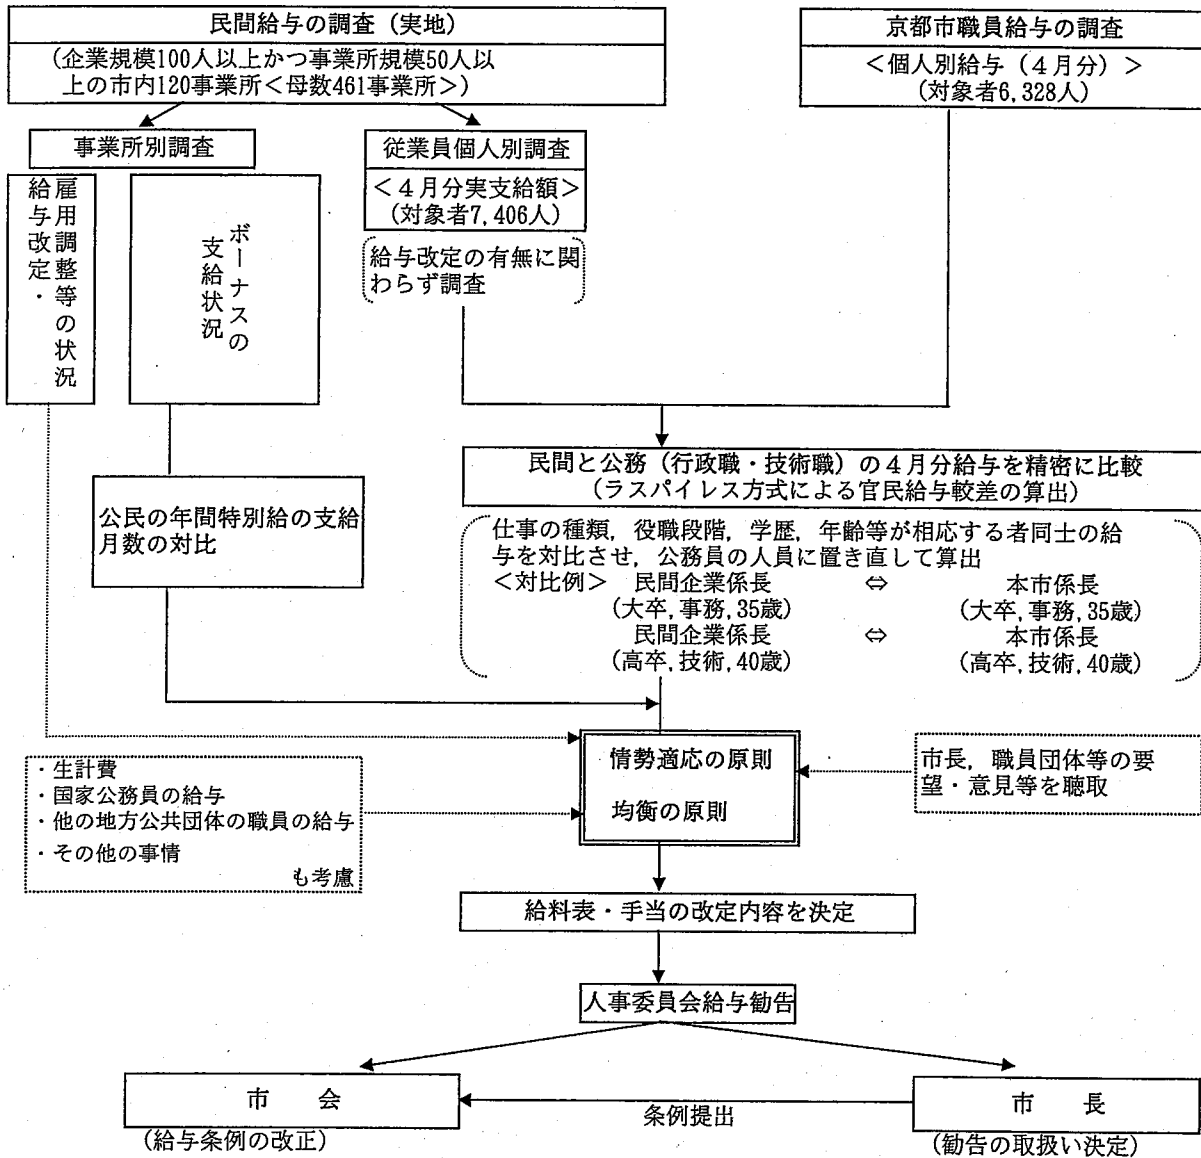 民間給与の調査（実地）
(企業規模100人以上かつ事業所規模50人以
上の市内120事業所＜母数461事業所＞)
京都市職員給与の調査
＜個人別給与（４月分）＞
(対象者6,328人)
事業所別調査
従業員個人別調査
＜４月分実支給額＞
(対象者7,406人)
給与改定の有無に関
わらず調査
給与改定・
雇用調整等の状況
ボーナスの
支給状況
公民の年間特別給の支給
月数の対比
民間と公務（行政職・技術職）の４月分給与を精密に比較
(ラスパイレス方式による官民給与較差の算出)
仕事の種類，役職段階，学歴，年齢等が相応する者同士の給
与を対比させ，公務員の人員に置き直して算出
＜対比例＞ 民間企業係長 ⇔ 本市係長
(大卒,事務,35歳) (大卒,事務,35歳)
民間企業係長 ⇔ 本市係長
(高卒,技術,40歳) (高卒,技術,40歳)
情勢適応の原則
均衡の原則
・生計費
・国家公務員の給与
・他の地方公共団体の職員の給与
・その他の事情
も考慮
市長，職員団体等の要
望・意見等を聴取
給料表・手当の改定内容を決定
人事委員会給与勧告
市　会
(給与条例の改正)
条例提出
市　長
(勧告の取扱い決定)